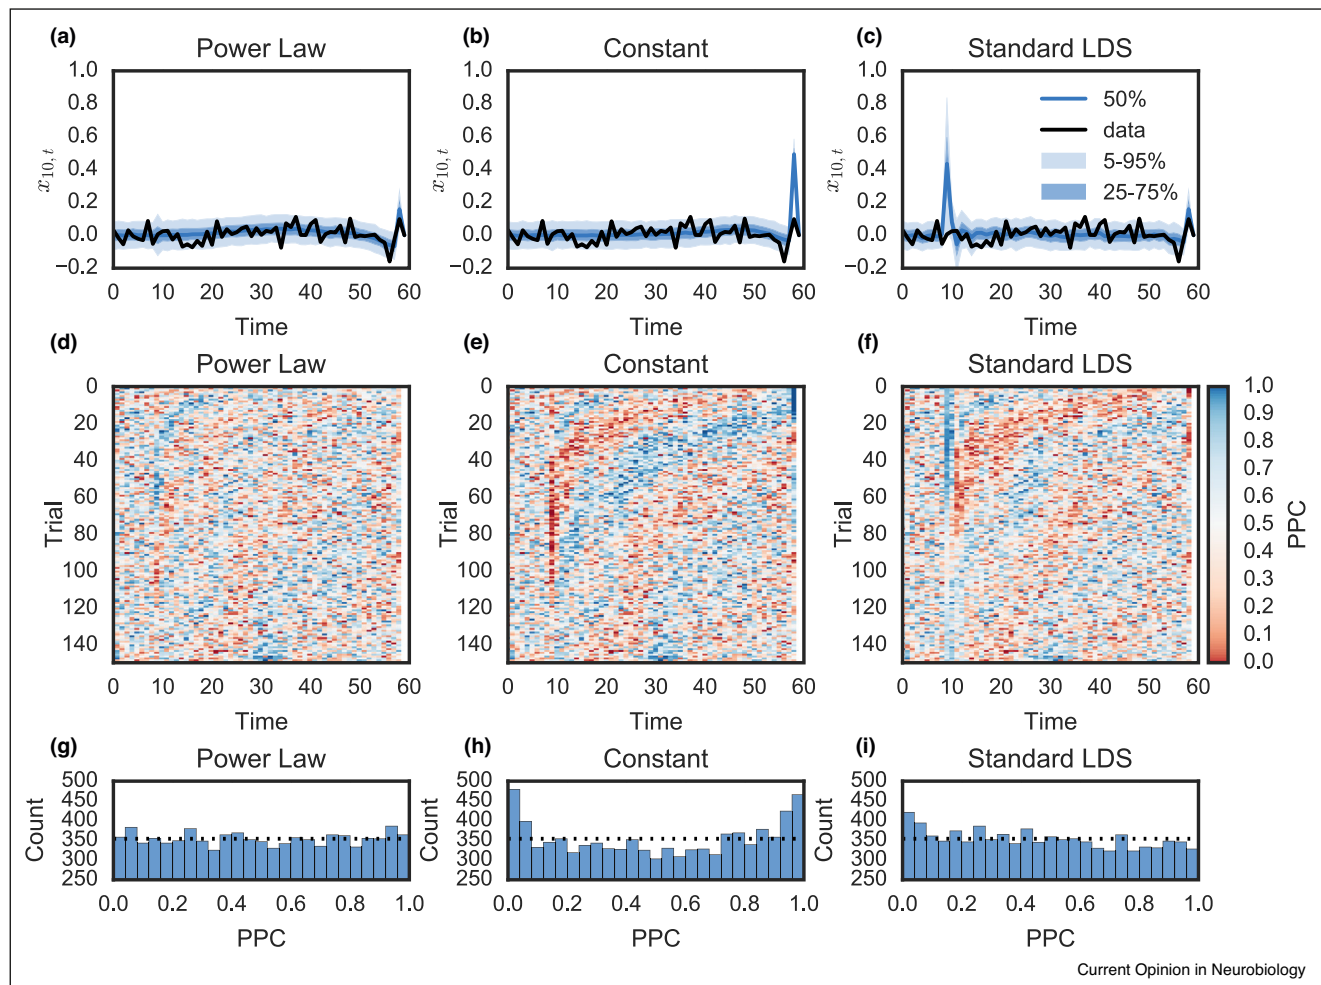 (a) Power Law
(b) Constant
(c) Standard LDS
1.0
0.8
0.6
0.4
0.2
0.0
−0.2
x10,t
0 10 20 30 40 50 60
Time
1.0
0.8
0.6
0.4
0.2
0.0
−0.2
x10,t
0 10 20 30 40 50 60
Time
1.0
0.8
0.6
0.4
0.2
0.0
−0.2
x10,t
50%
data
5-95%
25-75%
0 10 20 30 40 50 60
Time
(d) Power Law
(e) Constant
(f) Standard LDS
0
20
40
60
80
100
120
140
Trial
0 10 20 30 40 50 60
Time
0
20
40
60
80
100
120
140
Trial
0 10 20 30 40 50 60
Time
0
20
40
60
80
100
120
140
Trial
0 10 20 30 40 50 60
Time
1.0
0.9
0.8
0.7
0.6
0.5
0.4
0.3
0.2
0.1
0.0
PPC
(g) Power Law
(h) Constant
(i) Standard LDS
500
450
400
350
300
250
Count
0.0 0.2 0.4 0.6 0.8 1.0
PPC
500
450
400
350
300
250
Count
0.0 0.2 0.4 0.6 0.8 1.0
PPC
500
450
400
350
300
250
Count
0.0 0.2 0.4 0.6 0.8 1.0
PPC
Current Opinion in Neurobiology